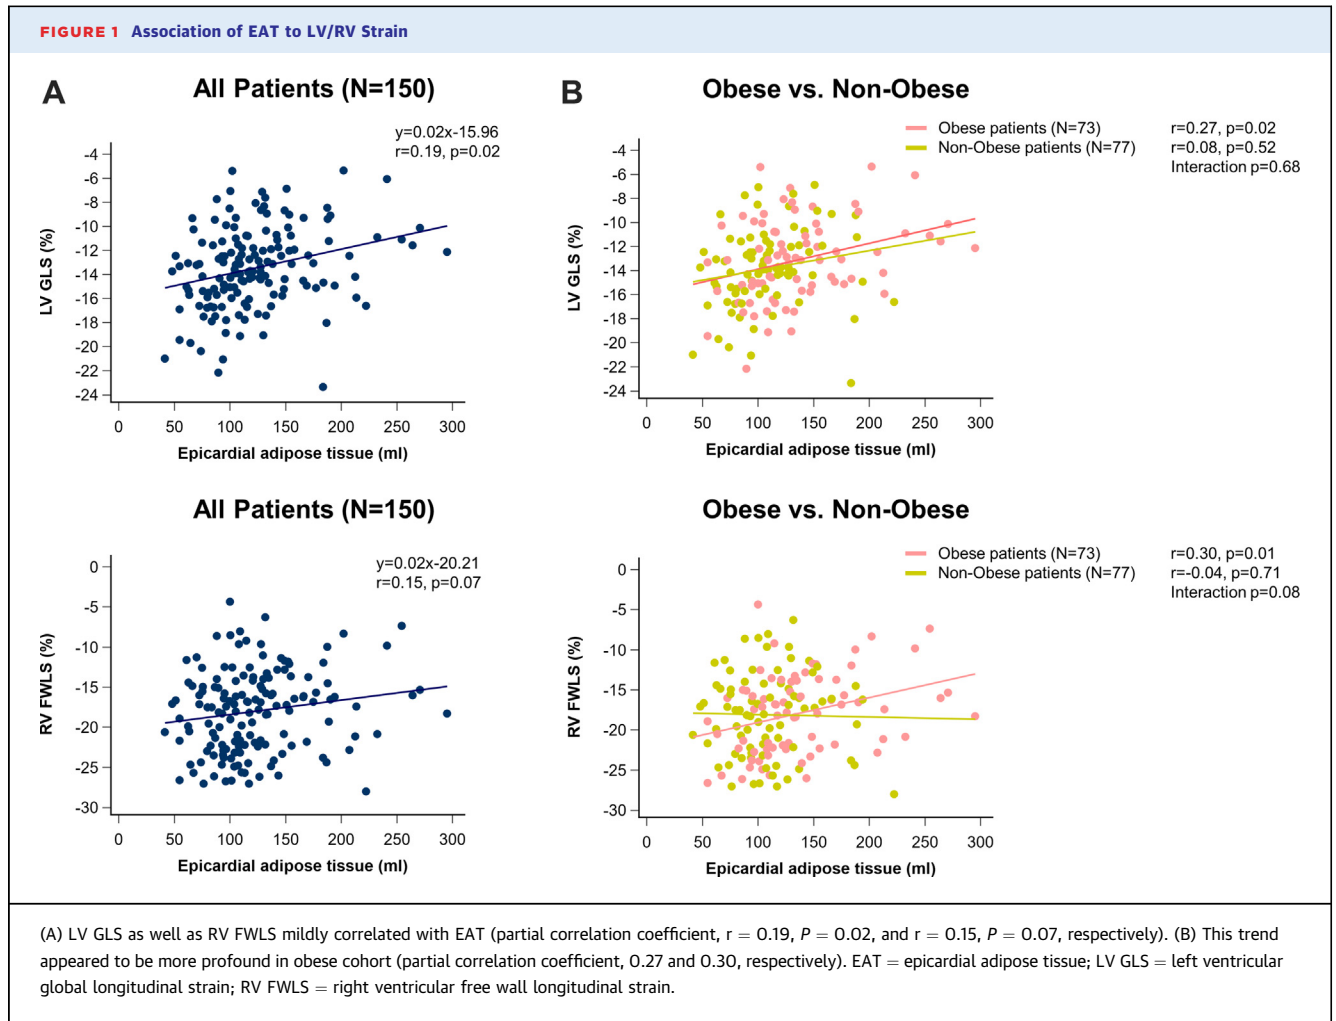 FIGURE 1 Association of EAT to LV/RV Strain
A
All Patients (N=150)
y=0.02x-15.96
r=0.19, p=0.02
LV GLS (%)
-4
-6
-8
-10
-12
-14
-16
-18
-20
-22
-24
0 50 100 150 200 250 300
Epicardial adipose tissue (ml)
B
Obese vs. Non-Obese
Obese patients (N=73) r=0.27, p=0.02
Non-Obese patients (N=77) r=0.08, p=0.52
Interaction p=0.68
LV GLS (%)
-4
-6
-8
-10
-12
-14
-16
-18
-20
-22
-24
0 50 100 150 200 250 300
Epicardial adipose tissue (ml)
All Patients (N=150)
y=0.02x-20.21
r=0.15, p=0.07
RV FWLS (%)
0
-5
-10
-15
-20
-25
-30
0 50 100 150 200 250 300
Epicardial adipose tissue (ml)
Obese vs. Non-Obese
Obese patients (N=73) r=0.30, p=0.01
Non-Obese patients (N=77) r=-0.04, p=0.71
Interaction p=0.08
RV FWLS (%)
0
-5
-10
-15
-20
-25
-30
0 50 100 150 200 250 300
Epicardial adipose tissue (ml)
(A) LV GLS as well as RV FWLS mildly correlated with EAT (partial correlation coefficient, r = 0.19, P = 0.02, and r = 0.15, P = 0.07, respectively). (B) This trend
appeared to be more profound in obese cohort (partial correlation coefficient, 0.27 and 0.30, respectively). EAT = epicardial adipose tissue; LV GLS = left ventricular
global longitudinal strain; RV FWLS = right ventricular free wall longitudinal strain.